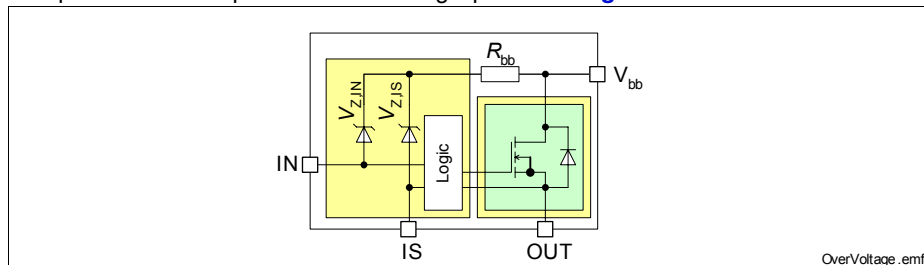 R_bb
V_bb
V_Z,IN
V_Z,IS
Logic
IN
IS
OUT
OverVoltage.emf